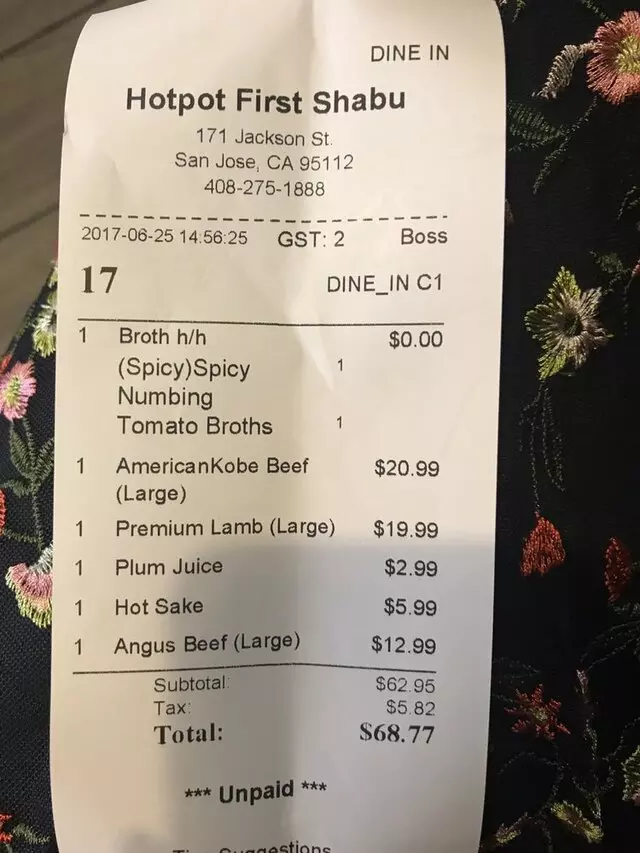 DINE IN
Hotpot First Shabu
171 Jackson St.
San Jose, CA 95112
408-275-1888
2017-06-25 14:56:25 GST: 2 Boss
17 DINE_IN C1
1 Broth h/h $0.00
(Spicy)Spicy 1
Numbing
Tomato Broths 1
1 AmericanKobe Beef $20.99
(Large)
1 Premium Lamb (Large) $19.99
1 Plum Juice $2.99
1 Hot Sake $5.99
1 Angus Beef (Large) $12.99
Subtotal: $62.95
Tax: $5.82
Total: $68.77
*** Unpaid ***